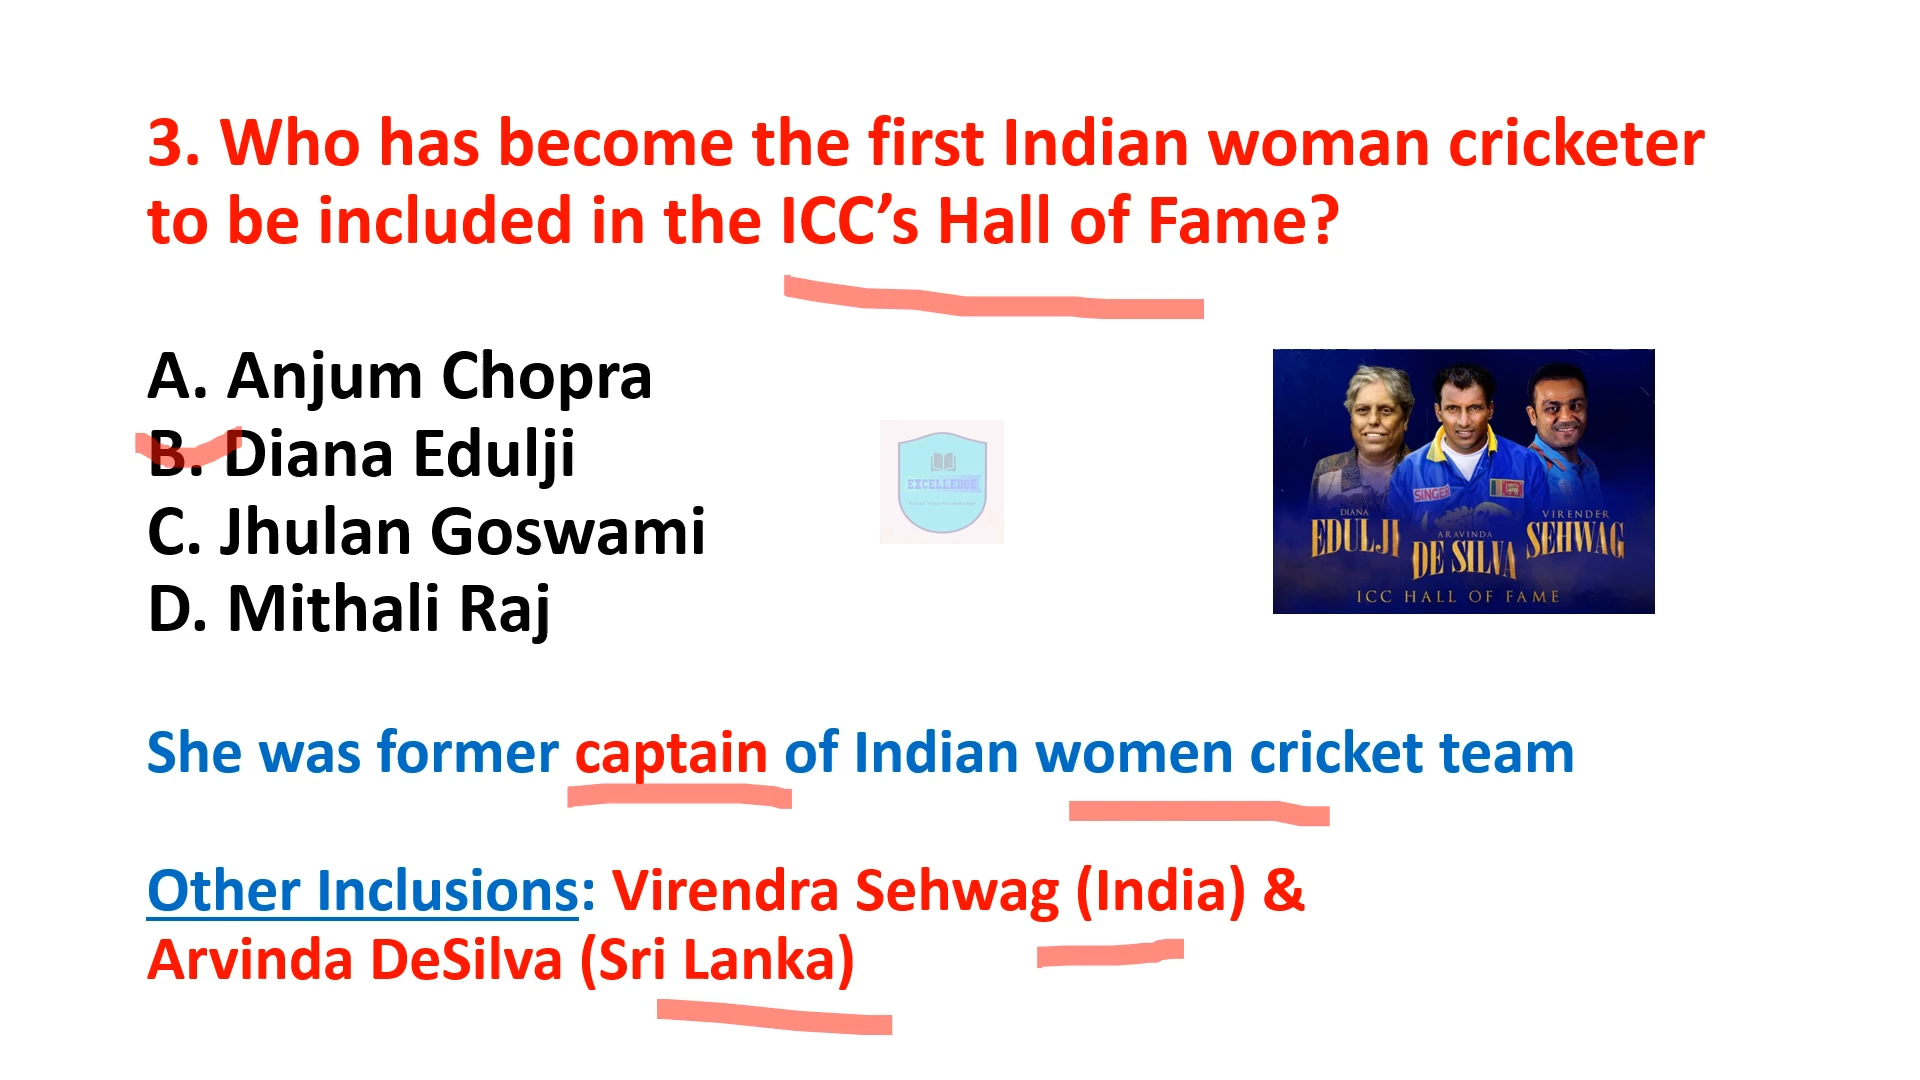 3. Who has become the first Indian woman cricketer
to be included in the ICC’s Hall of Fame?
A. Anjum Chopra
B. Diana Edulji
C. Jhulan Goswami
D. Mithali Raj
EXCELLEDGE
SINGER
DIANA
EDULJI
ARAVINDA
DE SILVA
VIRENDER
SEHWAG
ICC HALL OF FAME
She was former captain of Indian women cricket team
Other Inclusions: Virendra Sehwag (India) &
Arvinda DeSilva (Sri Lanka)